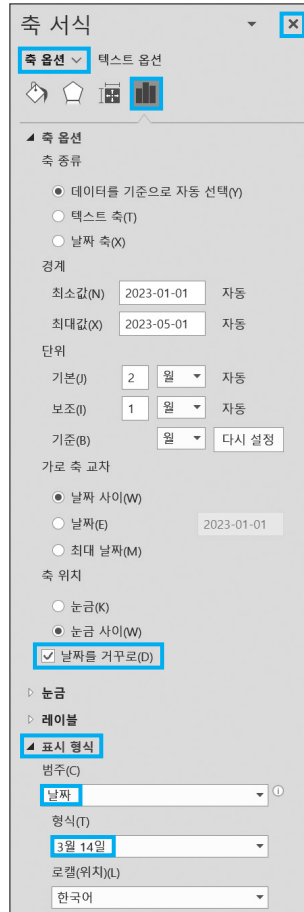 축 서식
축 옵션 텍스트 옵션
축 옵션
축 종류
데이터를 기준으로 자동 선택(Y)
텍스트 축(T)
날짜 축(X)
경계
최소값(N) 2023-01-01 자동
최대값(X) 2023-05-01 자동
단위
기본(J) 2 월 자동
보조(I) 1 월 자동
기준(B) 월 다시 설정
가로 축 교차
날짜 사이(W)
날짜(E) 2023-01-01
최대 날짜(M)
축 위치
눈금(K)
눈금 사이(W)
날짜를 거꾸로(D)
눈금
레이블
표시 형식
범주(C)
날짜
형식(T)
3월 14일
로캘(위치)(L)
한국어